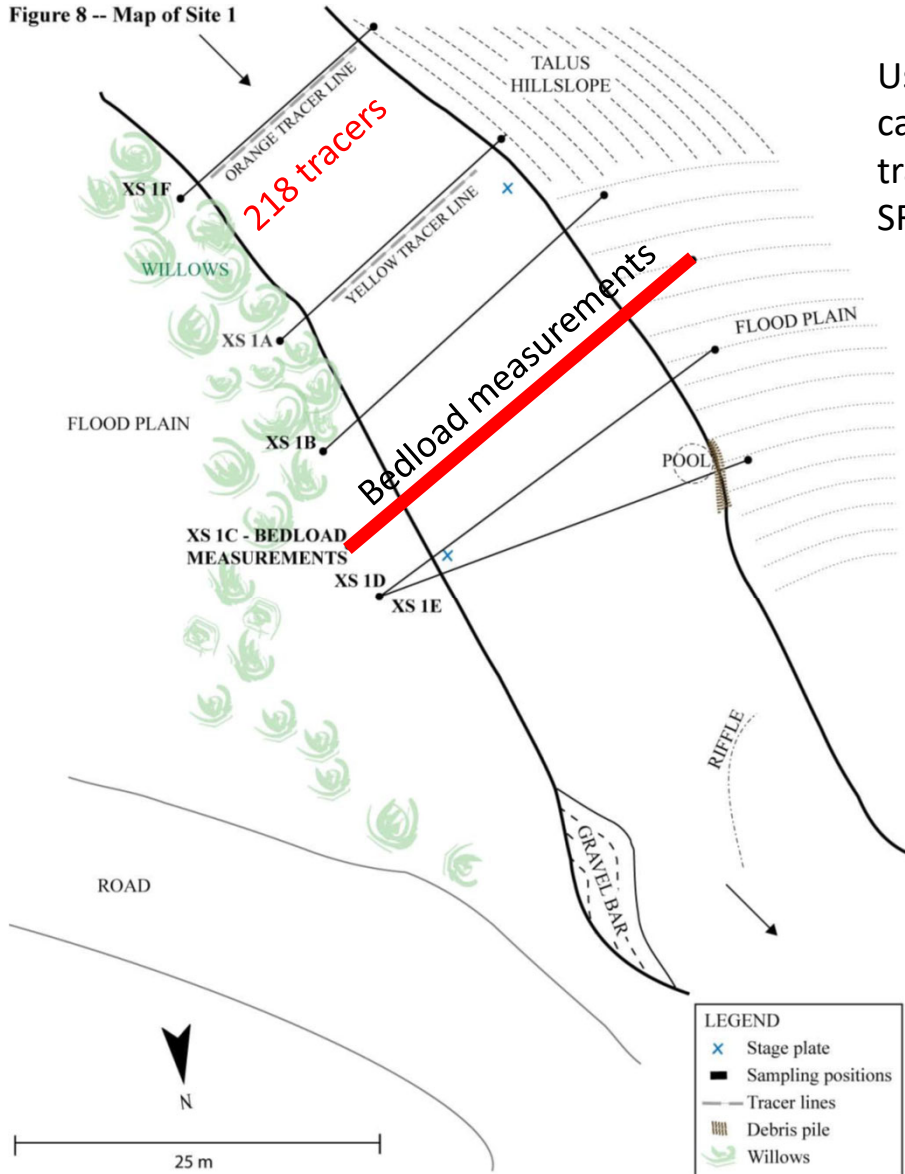 Figure 8 -- Map of Site 1
TALUS
HILLSLOPE
ORANGE TRACER LINE
218 tracers
XS 1F
YELLOW TRACER LINE
WILLOWS
Bedload measurements
XS 1A
FLOOD PLAIN
FLOOD PLAIN
XS 1B
POOL
XS 1C - BEDLOAD
MEASUREMENTS
XS 1D
XS 1E
RIFFLE
GRAVEL BAR
ROAD
N
25 m
LEGEND
Stage plate
Sampling positions
Tracer lines
Debris pile
Willows